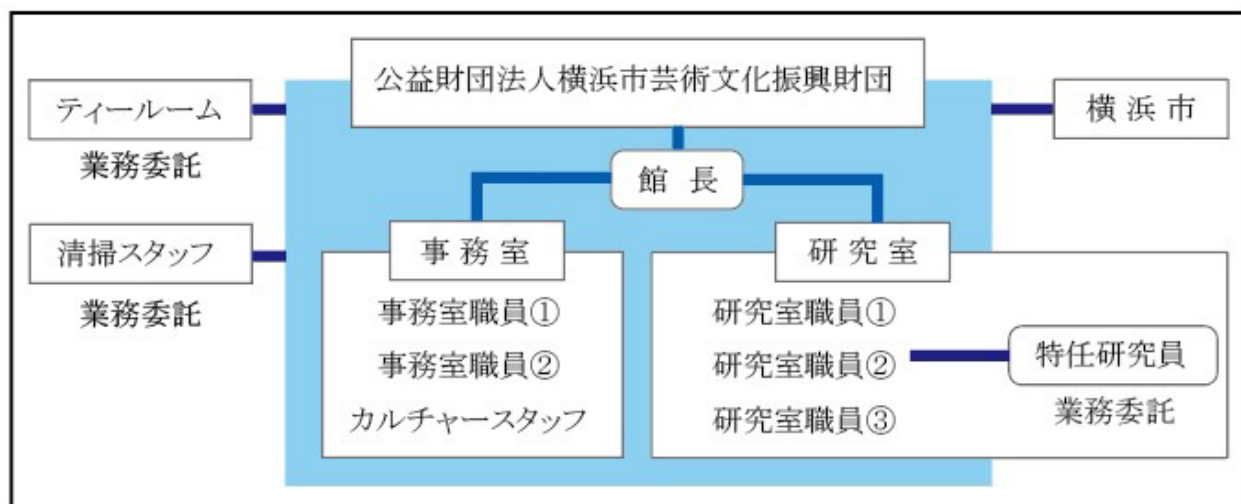 公益財団法人横浜市芸術文化振興財団
ティールーム
業務委託
横 浜 市
館 長
清掃スタッフ
業務委託
事 務 室
事務室職員①
事務室職員②
カルチャースタッフ
研 究 室
研究室職員①
研究室職員②
研究室職員③
特任研究員
業務委託